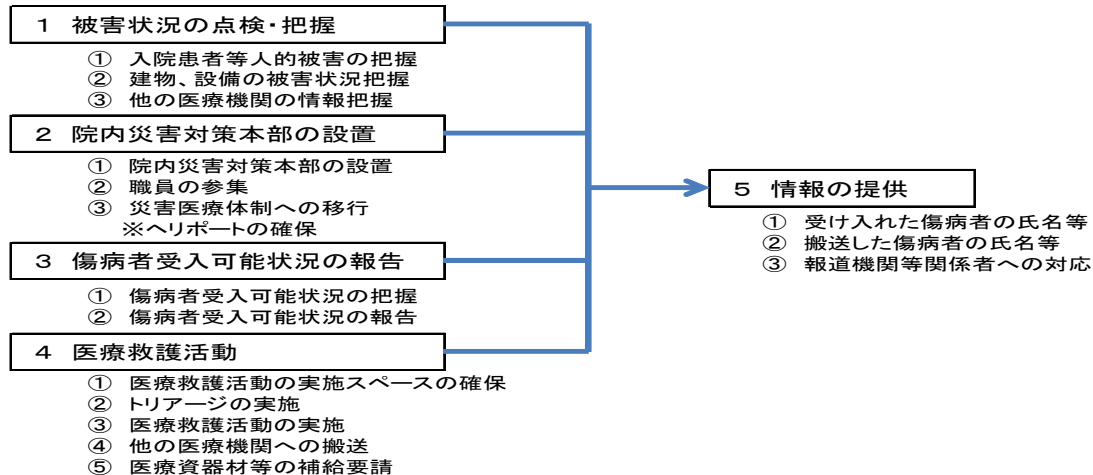 1 被害状況の点検・把握
① 入院患者等人的被害の把握
② 建物、設備の被害状況把握
③ 他の医療機関の情報把握
2 院内災害対策本部の設置
① 院内災害対策本部の設置
② 職員の参集
③ 災害医療体制への移行
※ヘリポートの確保
3 傷病者受入可能状況の報告
① 傷病者受入可能状況の把握
② 傷病者受入可能状況の報告
4 医療救護活動
① 医療救護活動の実施スペースの確保
② トリアージの実施
③ 医療救護活動の実施
④ 他の医療機関への搬送
⑤ 医療資器材等の補給要請
5 情報の提供
① 受け入れた傷病者の氏名等
② 搬送した傷病者の氏名等
③ 報道機関等関係者への対応